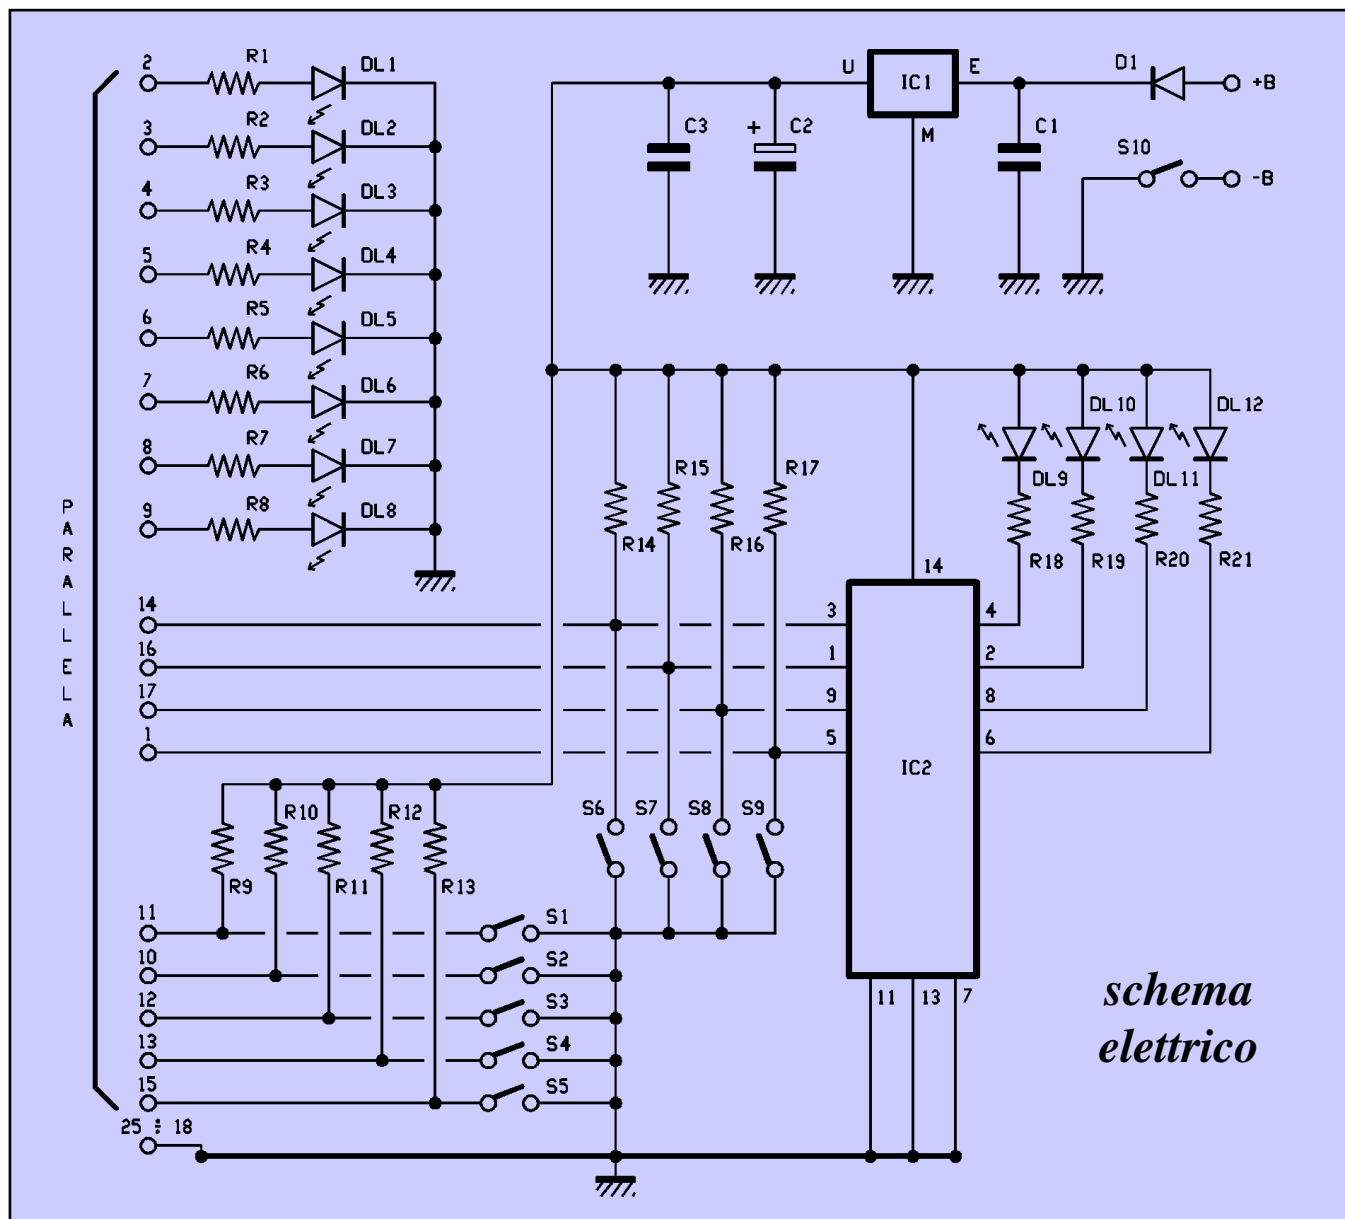 2 R1 DL1
3 R2 DL2
4 R3 DL3
5 R4 DL4
6 R5 DL5
7 R6 DL6
8 R7 DL7
9 R8 DL8
PARALLELA
U IC1 E D1 +B
M
C3 + C2 C1
S10 -B
DL10 DL12
DL9 DL11
R15 R17
R14 R16
R18 R19 R20 R21
14
14 3 4
16 1 2
17 9 8
1 5 6
IC2
R10 R12
R9 R11 R13
S6 S7 S8 S9
11 S1
10 S2
12 S3
13 S4
15 S5
25 ÷ 18
11 13 7
schema
elettrico